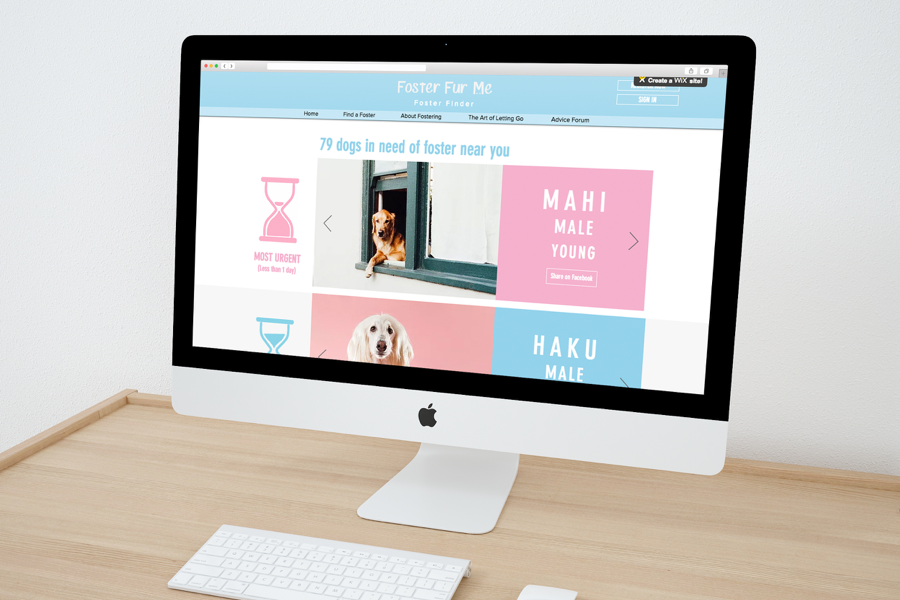 Create a WiX site!
Foster Fur Me
Foster Finder
SIGN IN
Home Find a Foster About Fostering The Art of Letting Go Advice Forum
79 dogs in need of foster near you
MOST URGENT
(Less than 1 day)
MAHI
MALE
YOUNG
Share on Facebook
HAKU
MALE